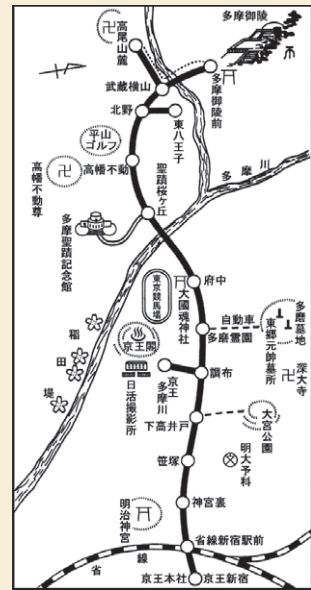 多摩御陵
高尾山麓
多摩御陵前
武蔵横山
北野
東八王子
平山
ゴルフ
高幡不動
高幡不動尊
聖蹟桜ヶ丘
多摩川
多摩聖蹟記念館
府中
大國魂神社
東京競馬場
自動車
多磨霊園
多磨墓地
東郷元帥墓所
深大寺
稲田堤
京王閣
日活撮影所
京王
多摩川
調布
下高井戸
大宮公園
明大予科
笹塚
神宮裏
明治神宮
省線新宿駅前
省線
京王本社
京王新宿